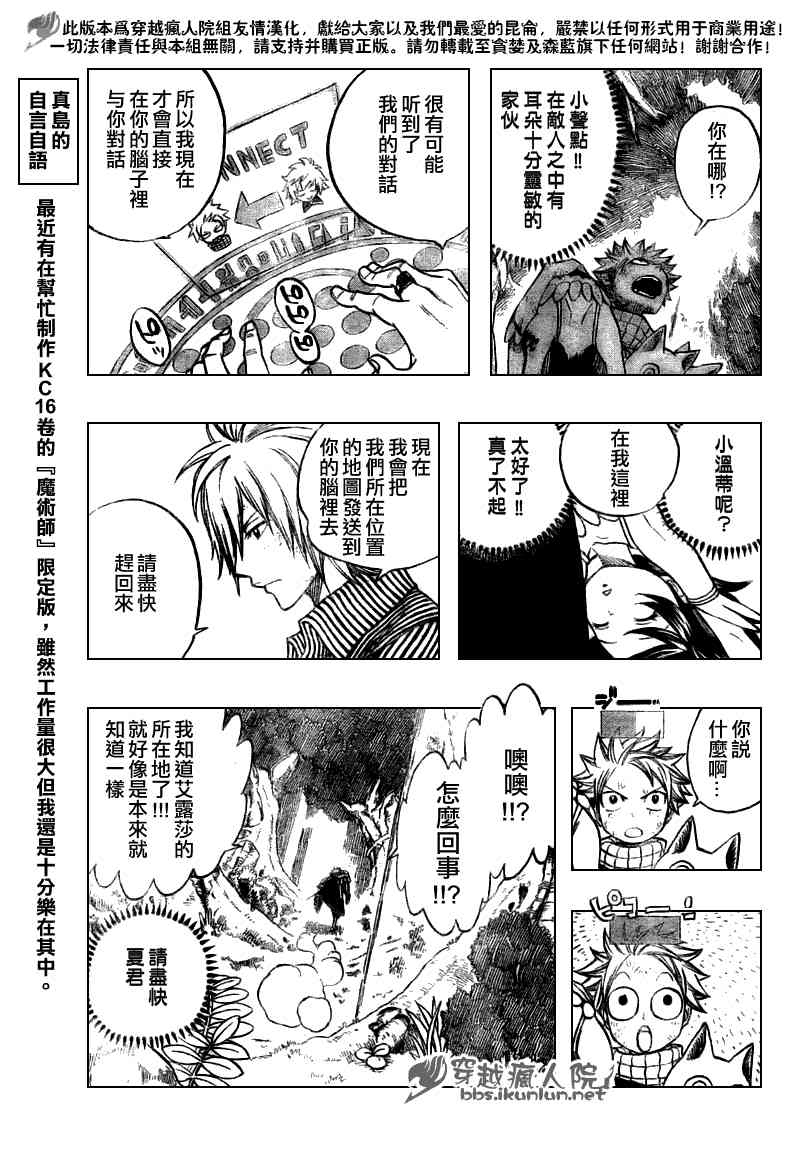 此版本爲穿越瘋人院組友情漢化，獻給大家以及我們最愛的昆侖，嚴禁以任何形式用于商業用途！
一切法律責任與本組無關，請支持并購買正版。請勿轉載至貪婪及森藍旗下任何網站！謝謝合作！
真島的
自言自語
最近有在幫忙制作KC16卷的『魔術師』限定版，雖然工作量很大但我還是十分樂在其中。
你在哪!?
小聲點!!
在敵人之中有
耳朵十分靈敏的
家伙
很有可能
听到了
我們的對話
所以我現在
才會直接
在你的腦子裡
与你對話
NNECT
小溫蒂呢？
在我這裡
太好了!!
真了不起
現在
我會把
我們所在位置
的地圖發送到
你的腦裡去
請盡快
趕回來
ジー
你説
什麼啊…
ピコーン
噢噢!!?
怎麼回事!!?
我知道艾露莎的
所在地了!!!
就好像是本來就
知道一樣
請盡快
夏君
穿越瘋人院
bbs.ikunlun.net